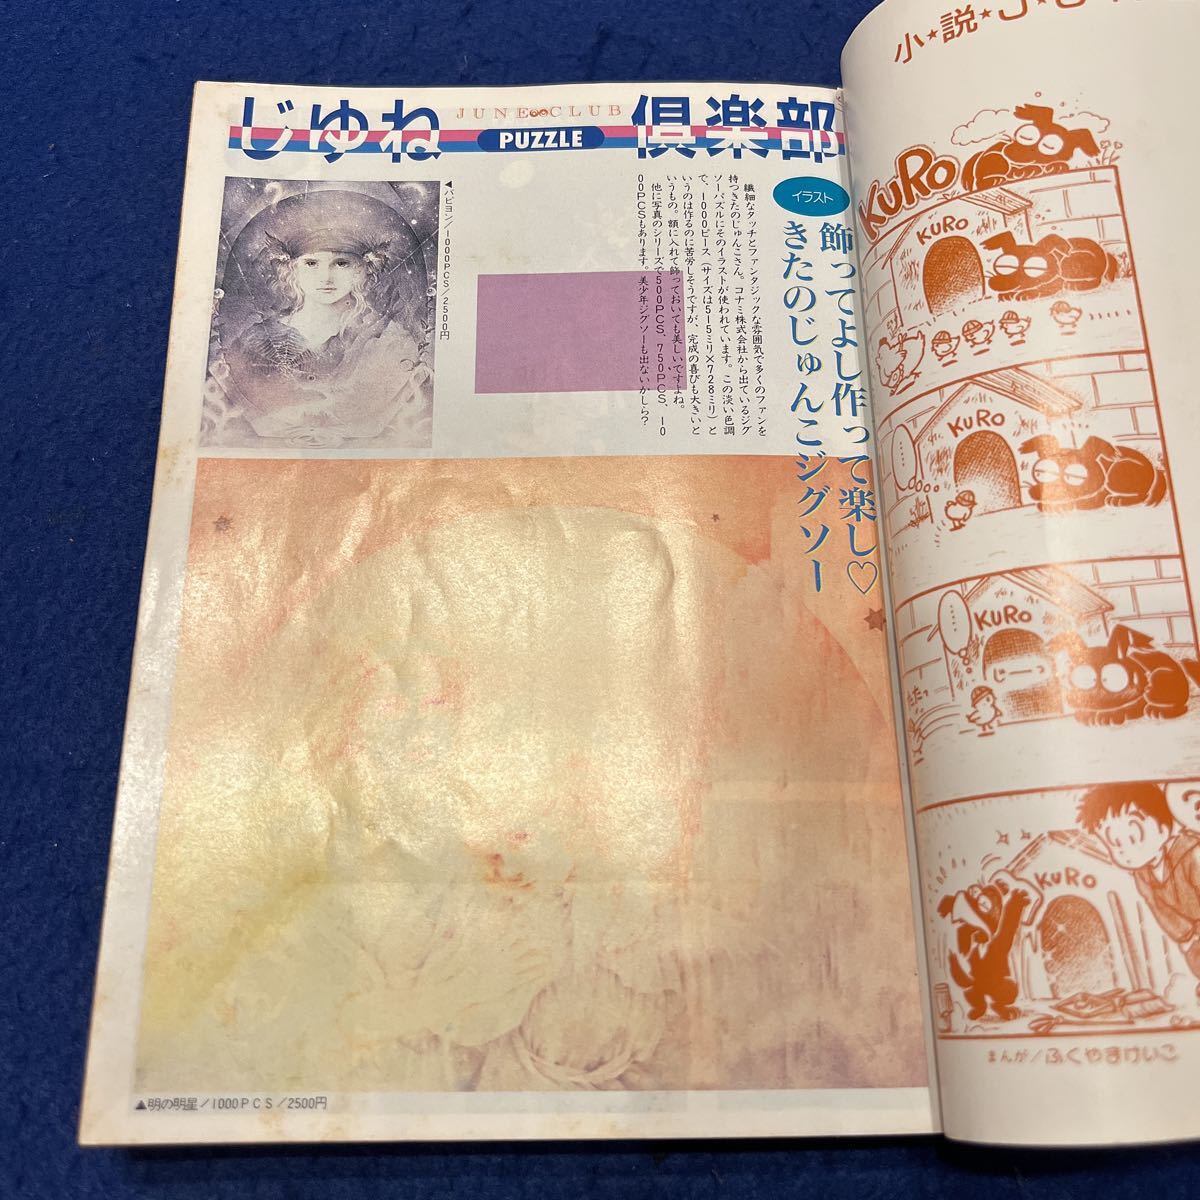 じゆね
JUNE CLUB
PUZZLE
倶楽部
イラスト
飾ってよし作って楽し♡
きたのじゅんこジグソー
繊細なタッチとファンタジックな雰囲気で多くのファンを
持つきたのじゅんこさん。コナミ株式会社から出ているジグ
ソーパズルにそのイラストが使われています。この淡い色調
で、1000ピース（サイズは515ミリ×728ミリ）と
いうのは作るのに苦労しそうですが、完成の喜びも大きいと
いうもの。額に入れて飾っておいても美しいですよね。
他に写真のシリーズで500PCS、750PCS、10
00PCSもあります。美少年ジグソーも出ないかしら？
◀パピヨン/1000PCS/2500円
▲明の明星/1000PCS/2500円
小★説★J
KURO
KURO
KURO
……
KURO
……
じーっ
たたっ
KURO
まんが/ふくやまけいこ